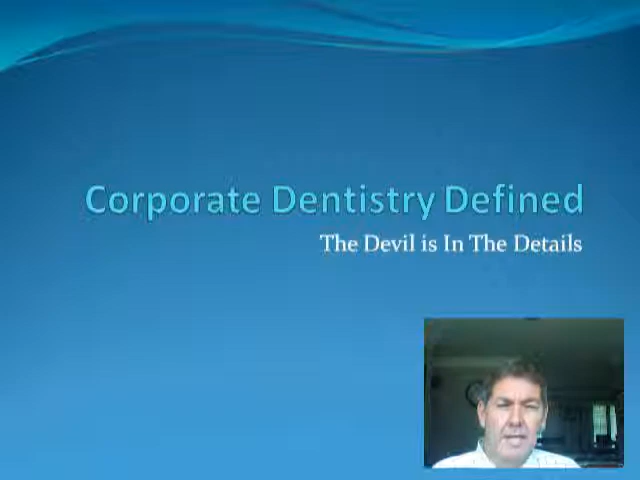 Corporate Dentistry Defined
The Devil is In The Details